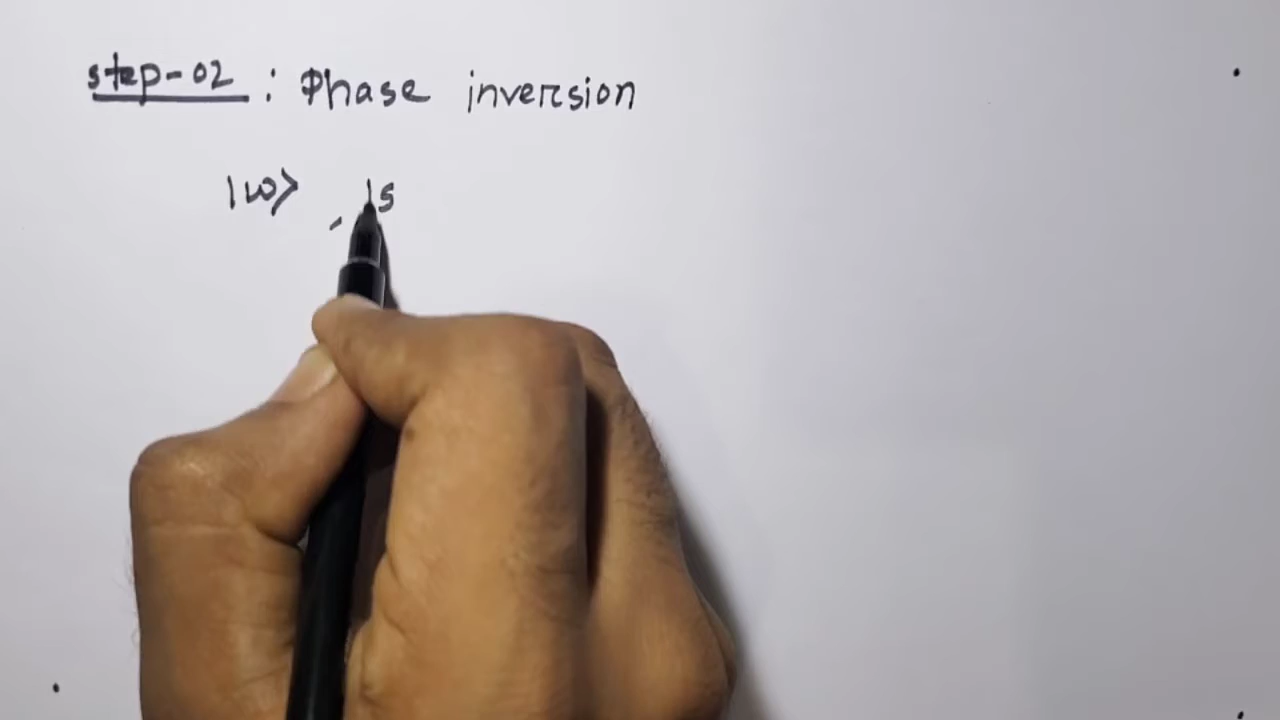 step-02 : Phase inversion
|w> , |s